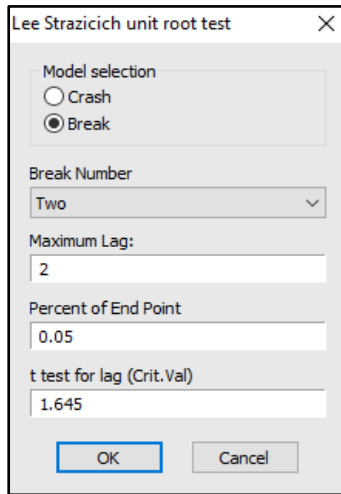 Lee Strazicich unit root test
Model selection
Crash
Break
Break Number
Two
Maximum Lag:
2
Percent of End Point
0.05
t test for lag (Crit.Val)
1.645
OK Cancel